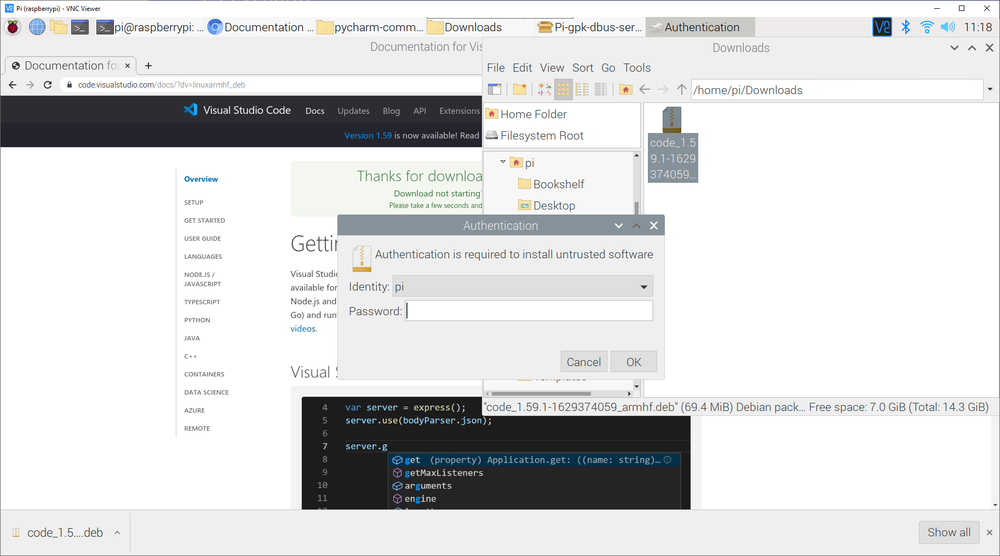 Pi (raspberrypi) - VNC Viewer
pi@raspberrypi: ...
Documentation ...
pycharm-comm...
Downloads
Pi-gpk-dbus-ser...
Authentication
11:18
Documentation for Vis
Documentation for
code.visualstudio.com/docs/?dv=linuxarmhf_deb
Visual Studio Code
Docs
Updates
Blog
API
Extensions
Version 1.59 is now available! Read
Overview
SETUP
GET STARTED
USER GUIDE
LANGUAGES
NODE.JS /
JAVASCRIPT
TYPESCRIPT
PYTHON
JAVA
C++
CONTAINERS
DATA SCIENCE
AZURE
REMOTE
Thanks for downloa
Download not starting?
Please take a few seconds and
Getti
Visual Studi
available for
Node.js and
Go) and run
videos.
Visual S
4 var server = express();
5 server.use(bodyParser.json);
6
7 server.g
8 get (property) Application.get: ((name: string)...
9 getMaxListeners
10 arguments
11 engine
Downloads
File Edit View Sort Go Tools
/home/pi/Downloads
Home Folder
Filesystem Root
pi
Bookshelf
Desktop
Templates
code_1.5
9.1-1629
374059...
"code_1.59.1-1629374059_armhf.deb" (69.4 MiB) Debian pack... Free space: 7.0 GiB (Total: 14.3 GiB)
Authentication
Authentication is required to install untrusted software
Identity: pi
Password:
Cancel
OK
code_1.5....deb
Show all